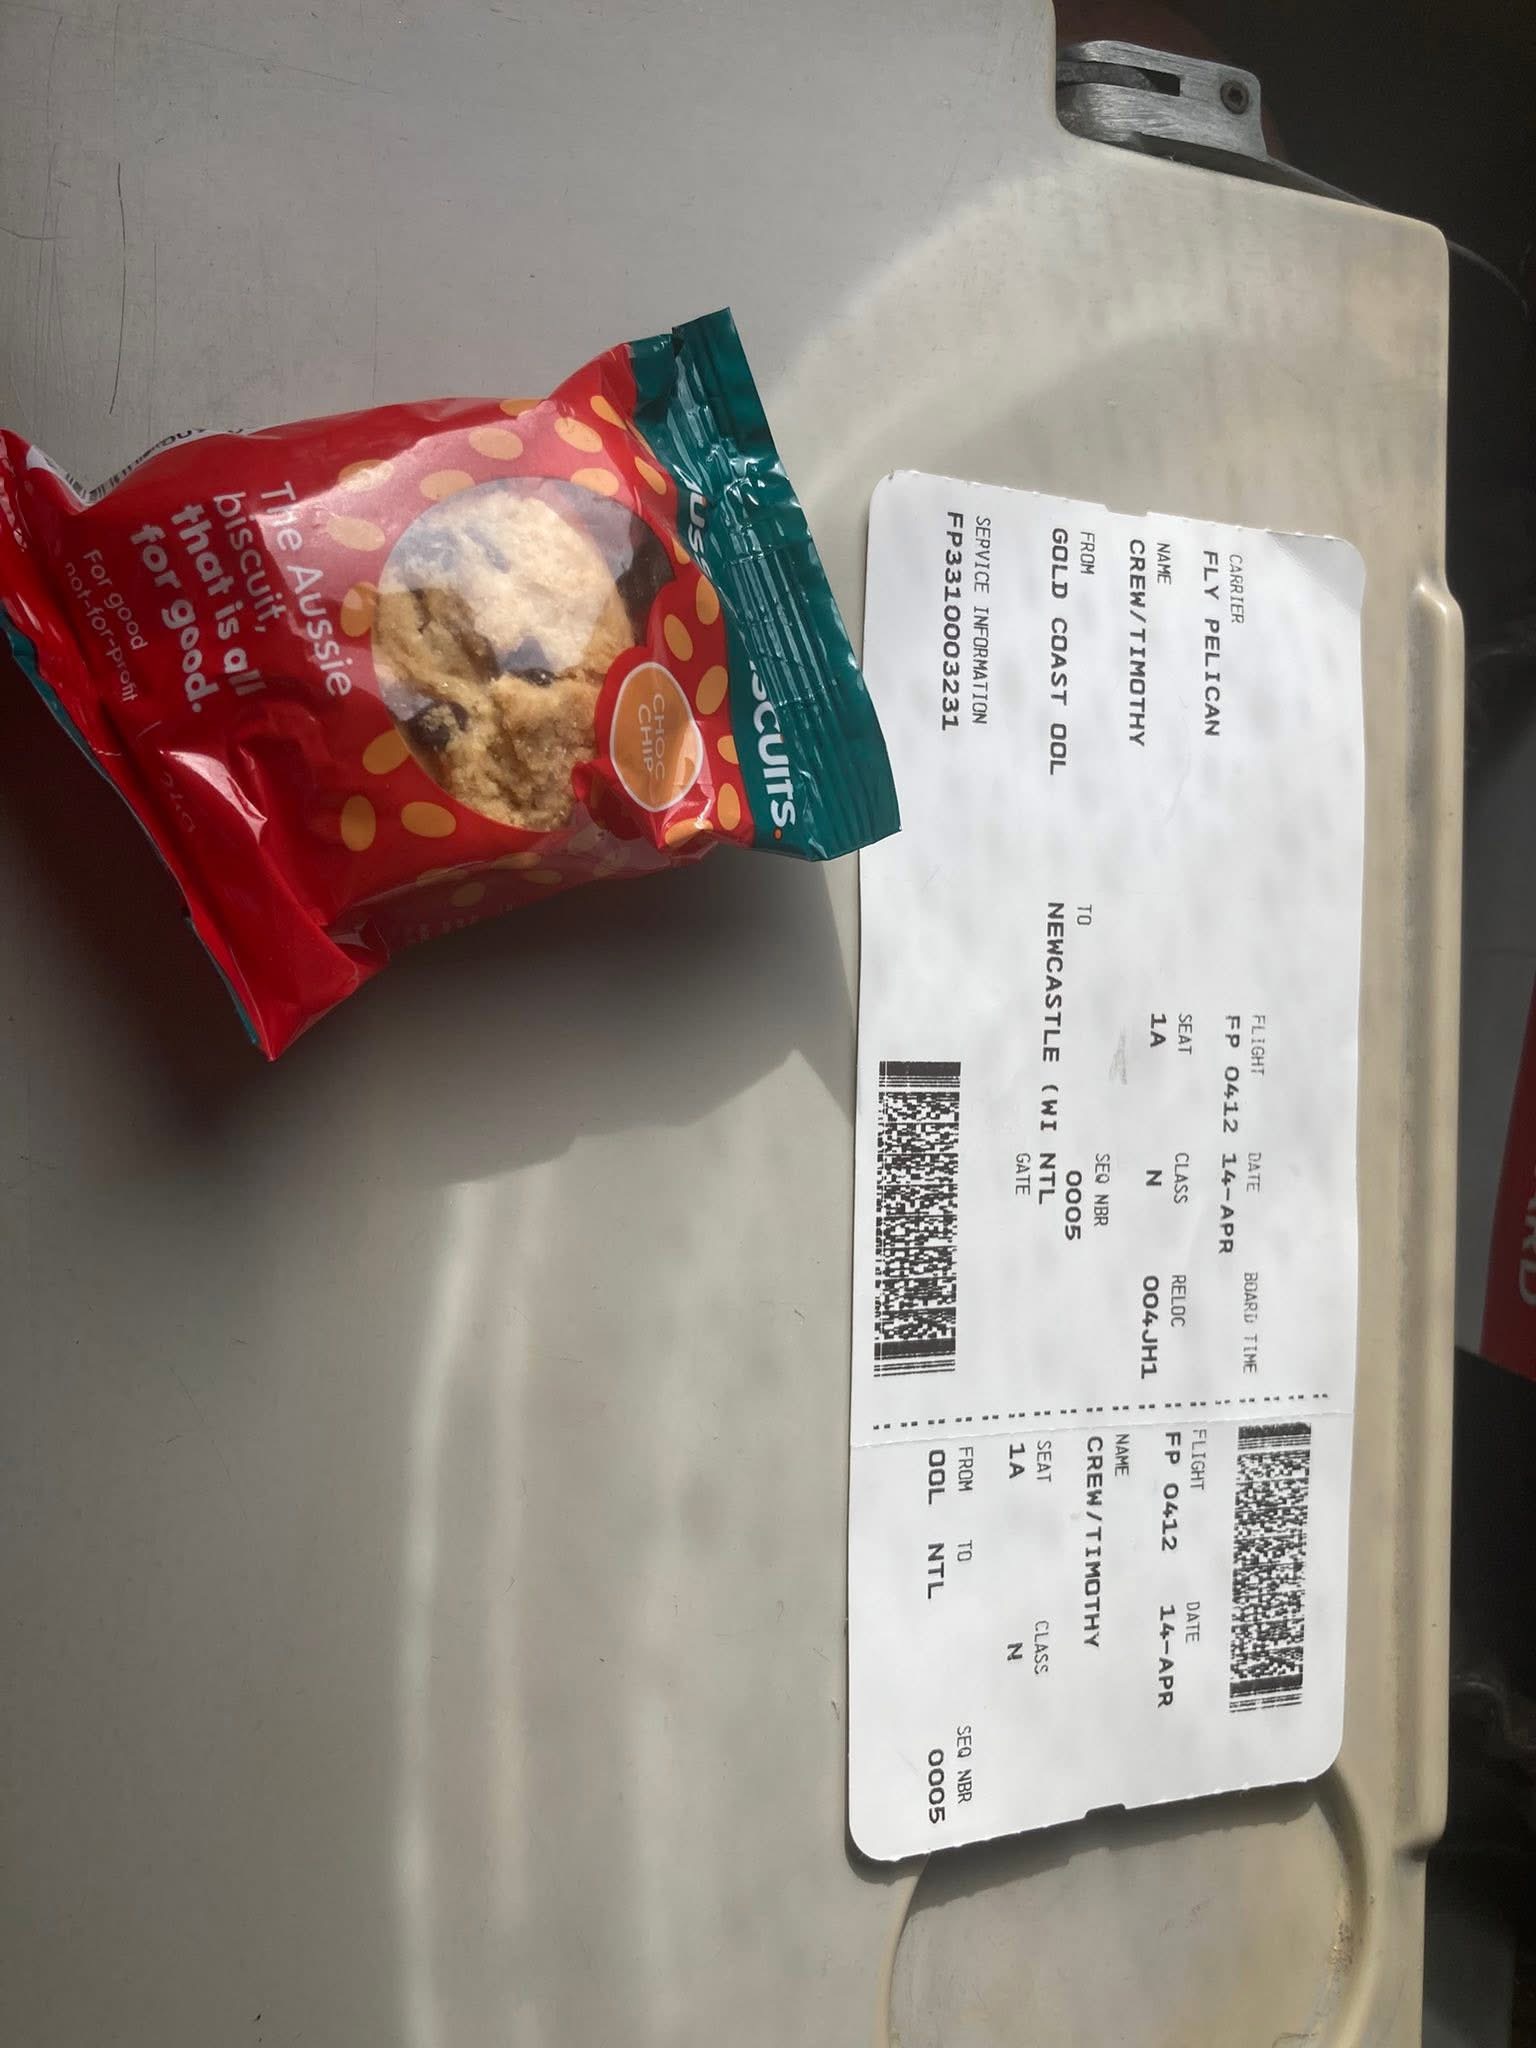 CARRIER
FLY PELICAN
NAME
CREW/TIMOTHY
FROM
GOLD COAST OOL
SERVICE INFORMATION
FP3310003231
FLIGHT DATE BOARD TIME
FP 0412 14-APR
SEAT CLASS RELOC
1A N 004JH1
SEQ NBR
0005
TO
NEWCASTLE (WI NTL
GATE
FLIGHT DATE
FP 0412 14-APR
NAME
CREW/TIMOTHY
SEAT CLASS
1A N
FROM TO SEQ NBR
OOL NTL 0005
SCUITS.
CHOC
CHIP
The Aussie
biscuit,
that is all
for good.
For good
not-for-profit